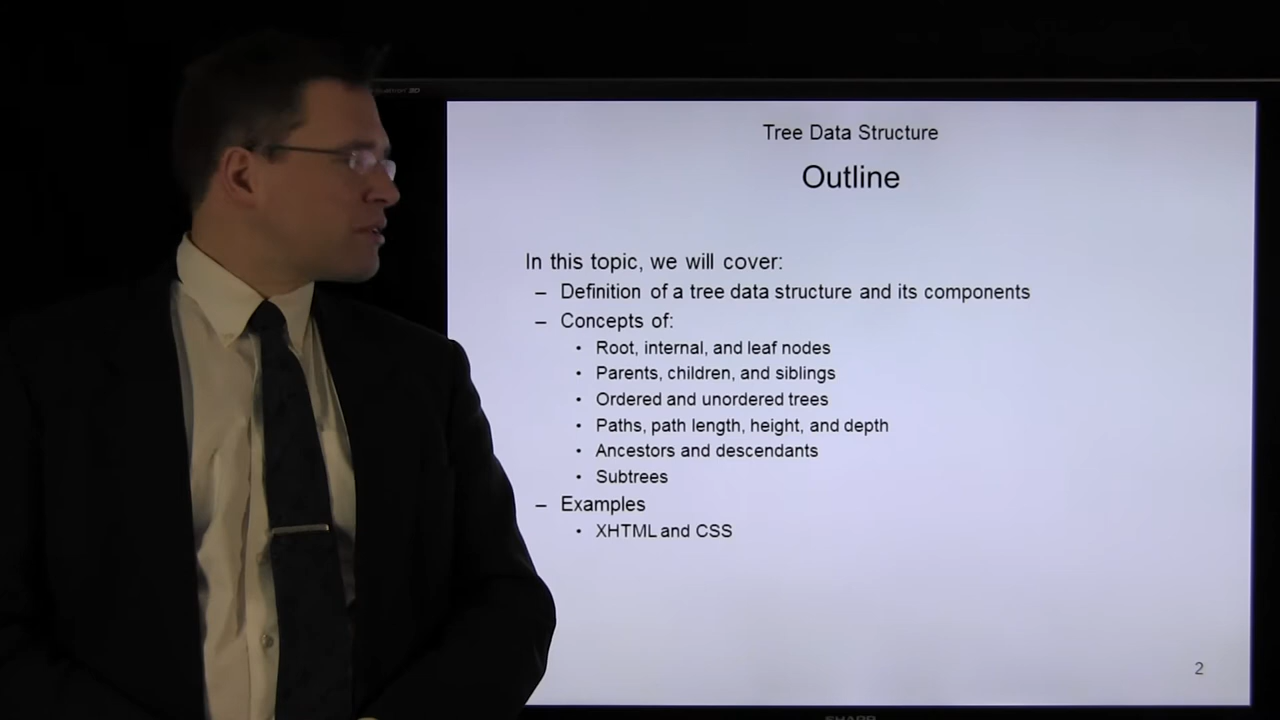 Tree Data Structure
Outline
In this topic, we will cover:
– Definition of a tree data structure and its components
– Concepts of:
• Root, internal, and leaf nodes
• Parents, children, and siblings
• Ordered and unordered trees
• Paths, path length, height, and depth
• Ancestors and descendants
• Subtrees
– Examples
• XHTML and CSS
2
SHARP